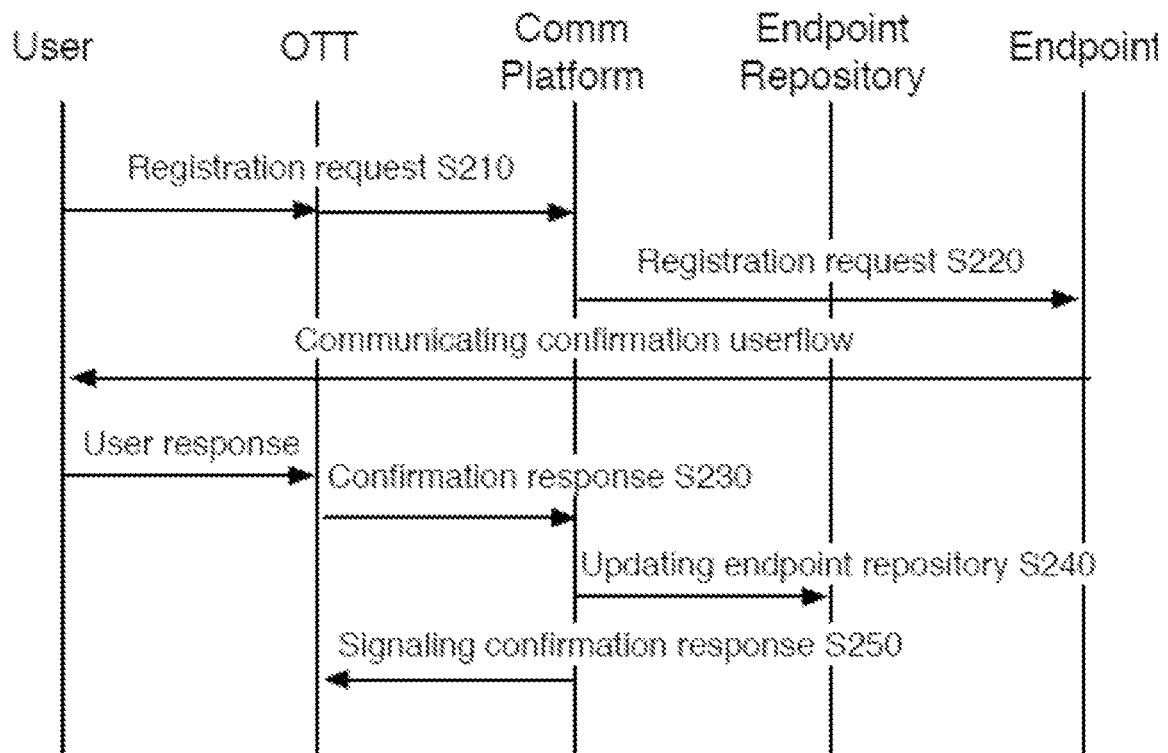 User
OTT
Comm
Platform
Endpoint
Repository
Endpoint
Registration request S210
Registration request S220
Communicating confirmation userflow
User response
Confirmation response S230
Updating endpoint repository S240
Signaling confirmation response S250